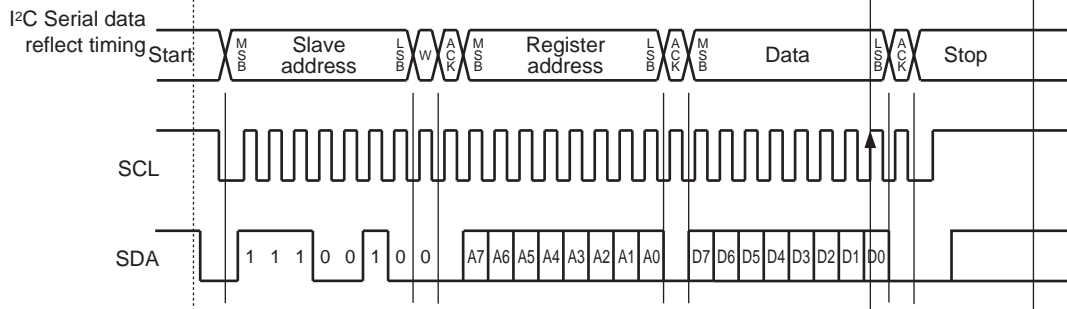 I²C Serial data
reflect timing
Start
MSB
Slave
address
LSB
W
ACK
MSB
Register
address
LSB
ACK
MSB
Data
LSB
ACK
Stop
SCL
SDA
1 1 1 0 0 1 0 0 A7 A6 A5 A4 A3 A2 A1 A0 D7 D6 D5 D4 D3 D2 D1 D0